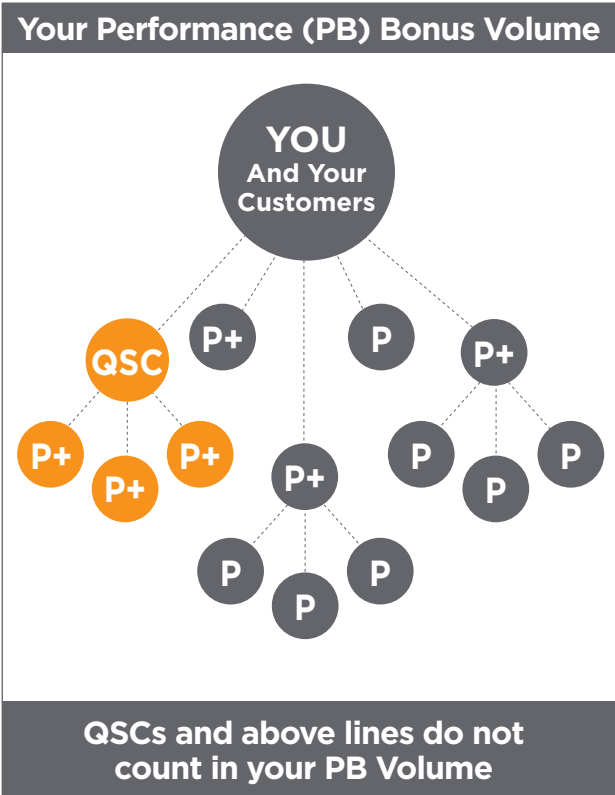 Your Performance (PB) Bonus Volume
YOU
And Your
Customers
QSC
P+
P
P+
P+
P+
P+
P+
P
P
P
P
P
P
QSCs and above lines do not
count in your PB Volume